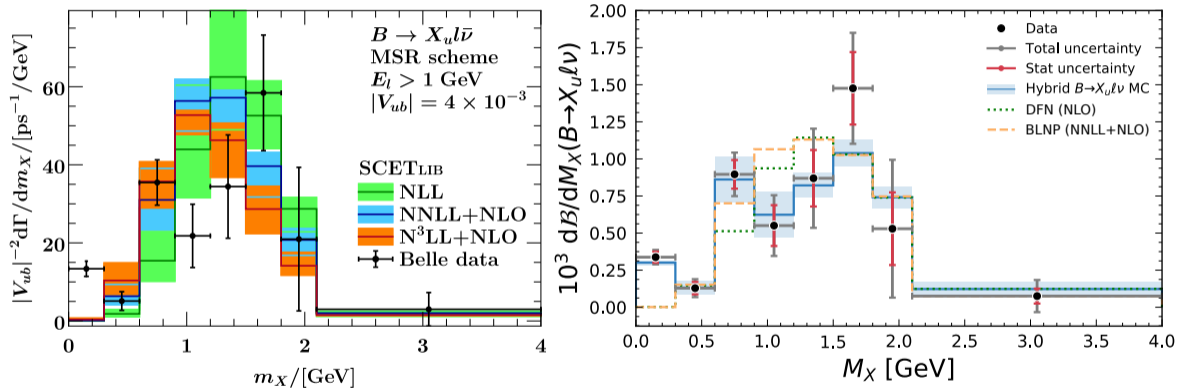 |V_{ub}|^{-2}dΓ/dm_X/[ps^{-1}/GeV]
60
40
20
0
B → X_u l ν̄
MSR scheme
E_l > 1 GeV
|V_{ub}| = 4 × 10^{-3}
SCETLIB
NLL
NNLL+NLO
N^3LL+NLO
Belle data
0
1
2
3
4
m_X/[GeV]
10^3 dB/dM_X(B→X_uℓν)
2.00
1.75
1.50
1.25
1.00
0.75
0.50
0.25
0.00
Data
Total uncertainty
Stat uncertainty
Hybrid B→X_uℓν MC
DFN (NLO)
BLNP (NNLL+NLO)
0.0
0.5
1.0
1.5
2.0
2.5
3.0
3.5
4.0
M_X [GeV]